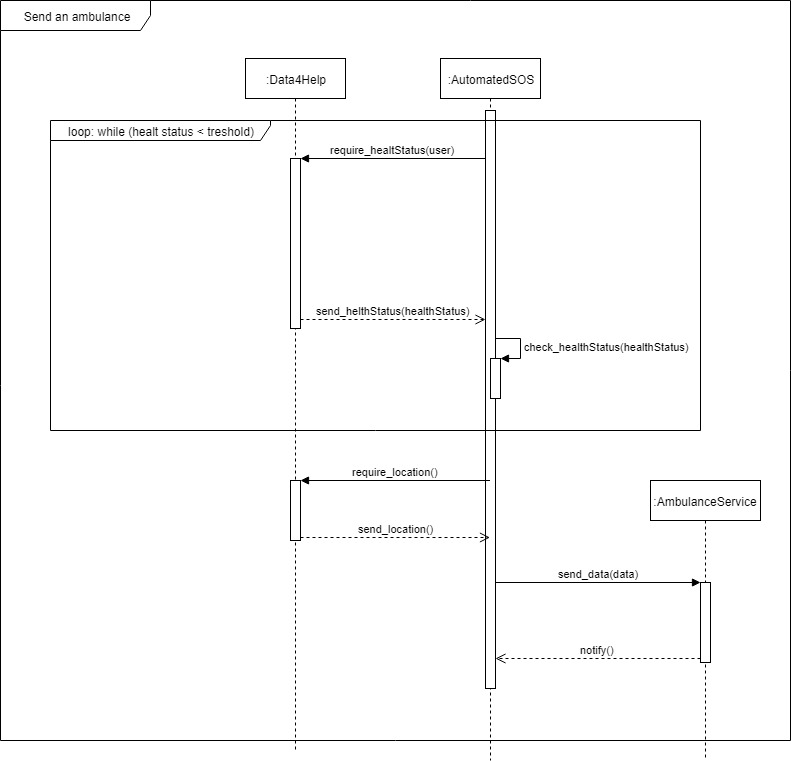 Send an ambulance
:Data4Help
:AutomatedSOS
loop: while (healt status < treshold)
require_healtStatus(user)
send_helthStatus(healthStatus)
check_healthStatus(healthStatus)
require_location()
:AmbulanceService
send_location()
send_data(data)
notify()